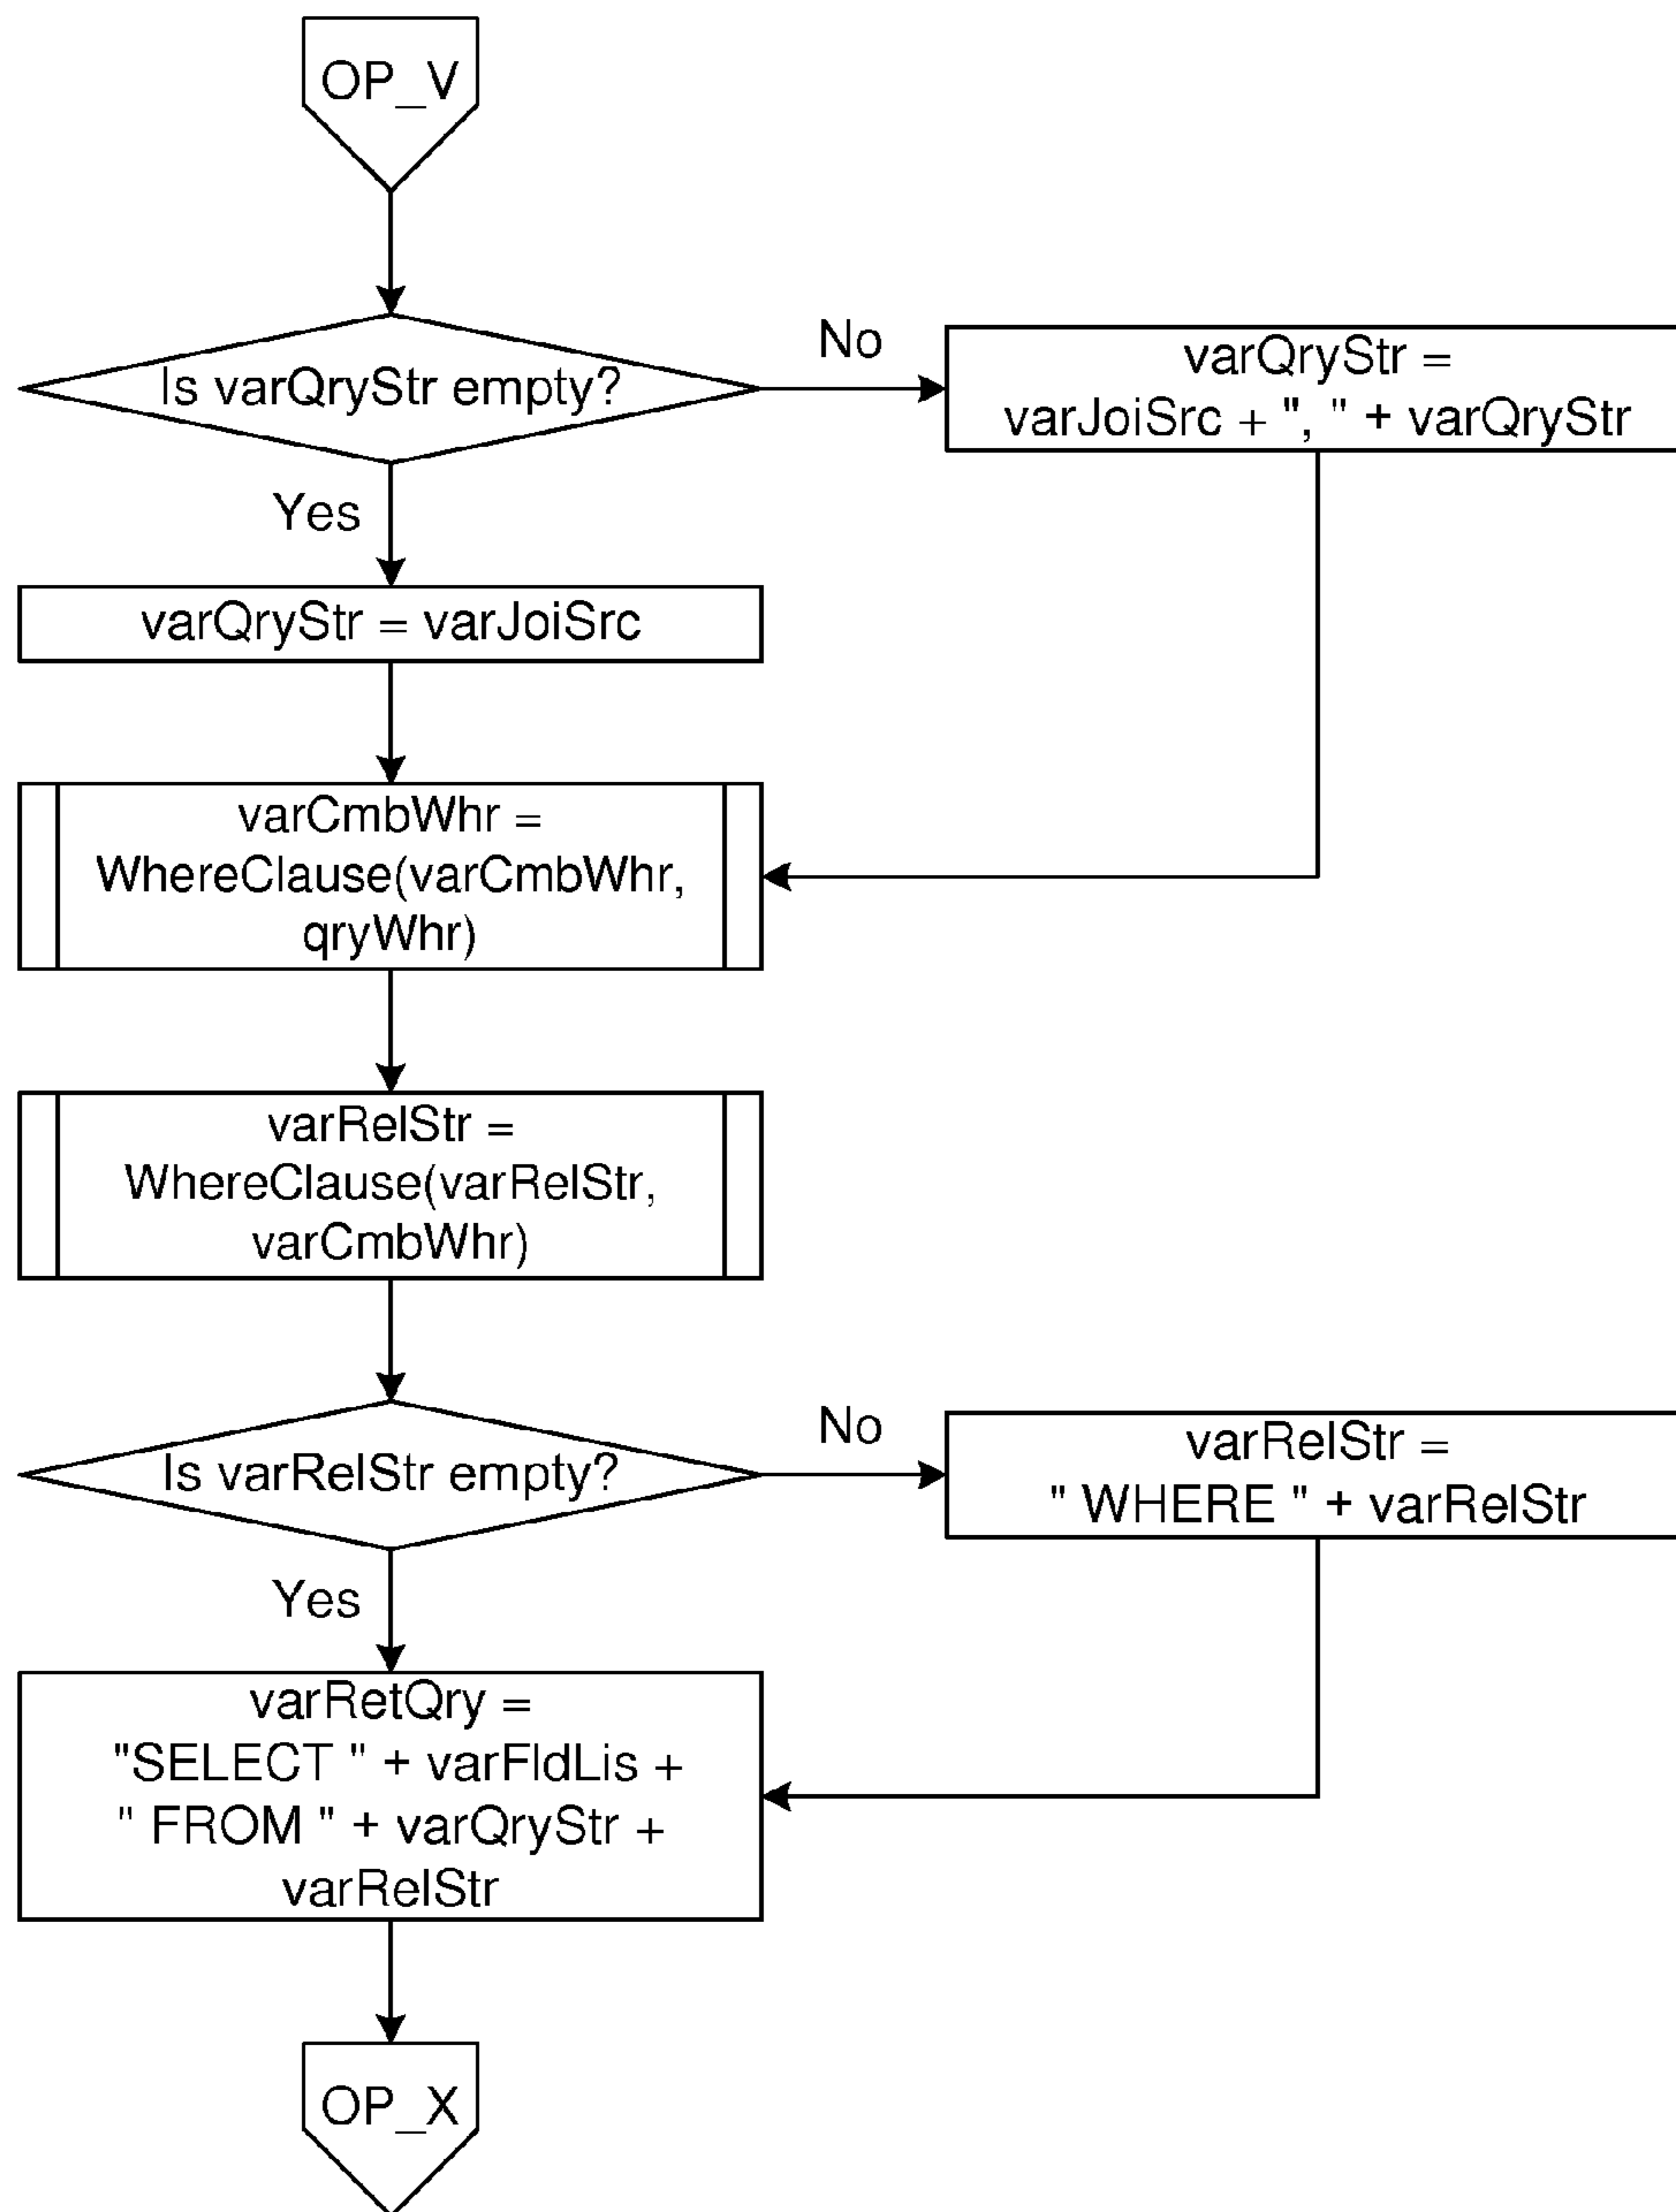 OP_V
Is varQryStr empty?
No
varQryStr =
varJoiSrc + ", " + varQryStr
Yes
varQryStr = varJoiSrc
varCmbWhr =
WhereClause(varCmbWhr,
qryWhr)
varRelStr =
WhereClause(varRelStr,
varCmbWhr)
Is varRelStr empty?
No
varRelStr =
" WHERE " + varRelStr
Yes
varRetQry =
"SELECT " + varFldLis +
" FROM " + varQryStr +
varRelStr
OP_X